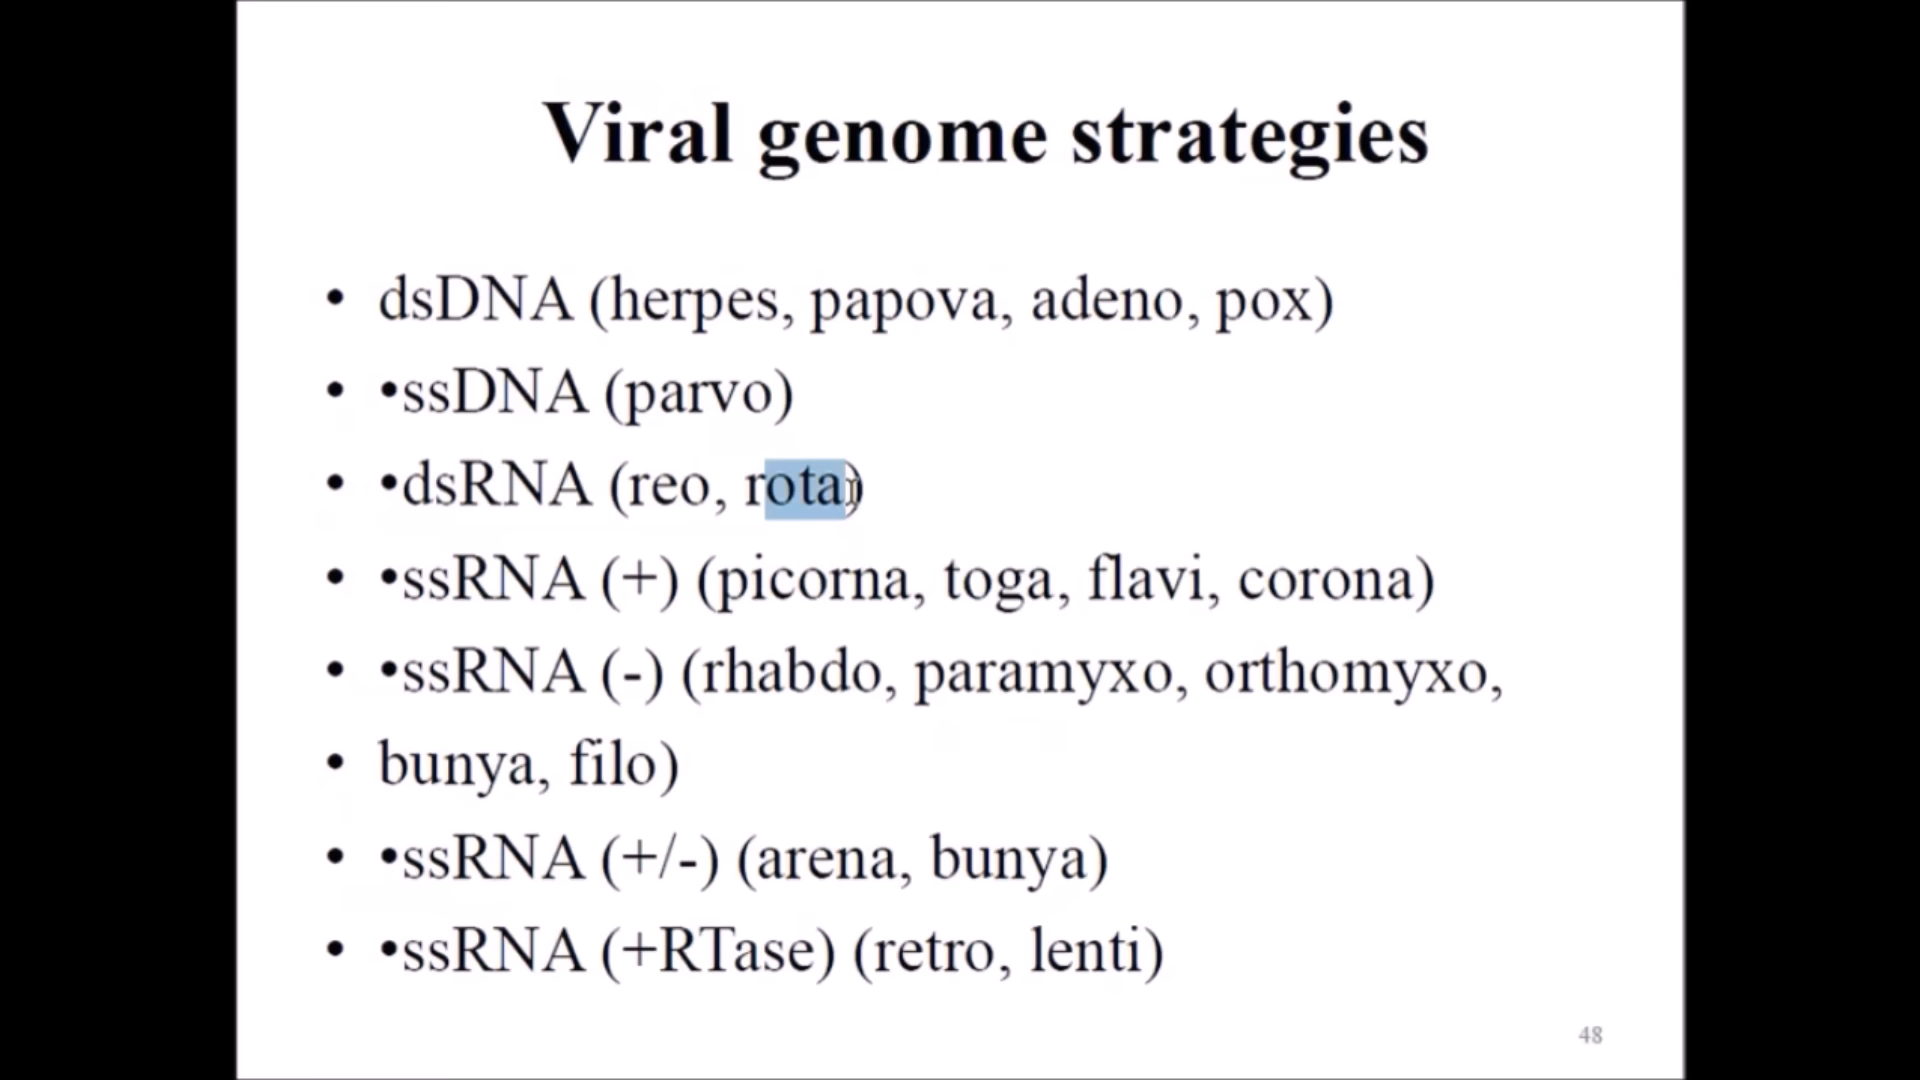 Viral genome strategies
• dsDNA (herpes, papova, adeno, pox)
• •ssDNA (parvo)
• •dsRNA (reo, rota)
• •ssRNA (+) (picorna, toga, flavi, corona)
• •ssRNA (-) (rhabdo, paramyxo, orthomyxo,
• bunya, filo)
• •ssRNA (+/-) (arena, bunya)
• •ssRNA (+RTase) (retro, lenti)
48